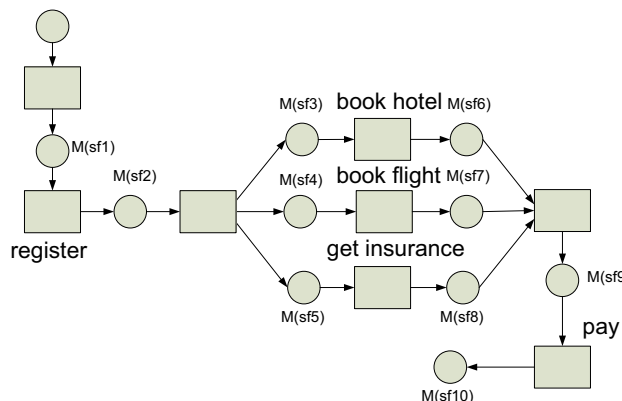 M(sf1)
register
M(sf2)
M(sf3)
book hotel
M(sf6)
M(sf4)
book flight
M(sf7)
get insurance
M(sf5)
M(sf8)
M(sf9
pay
M(sf10)